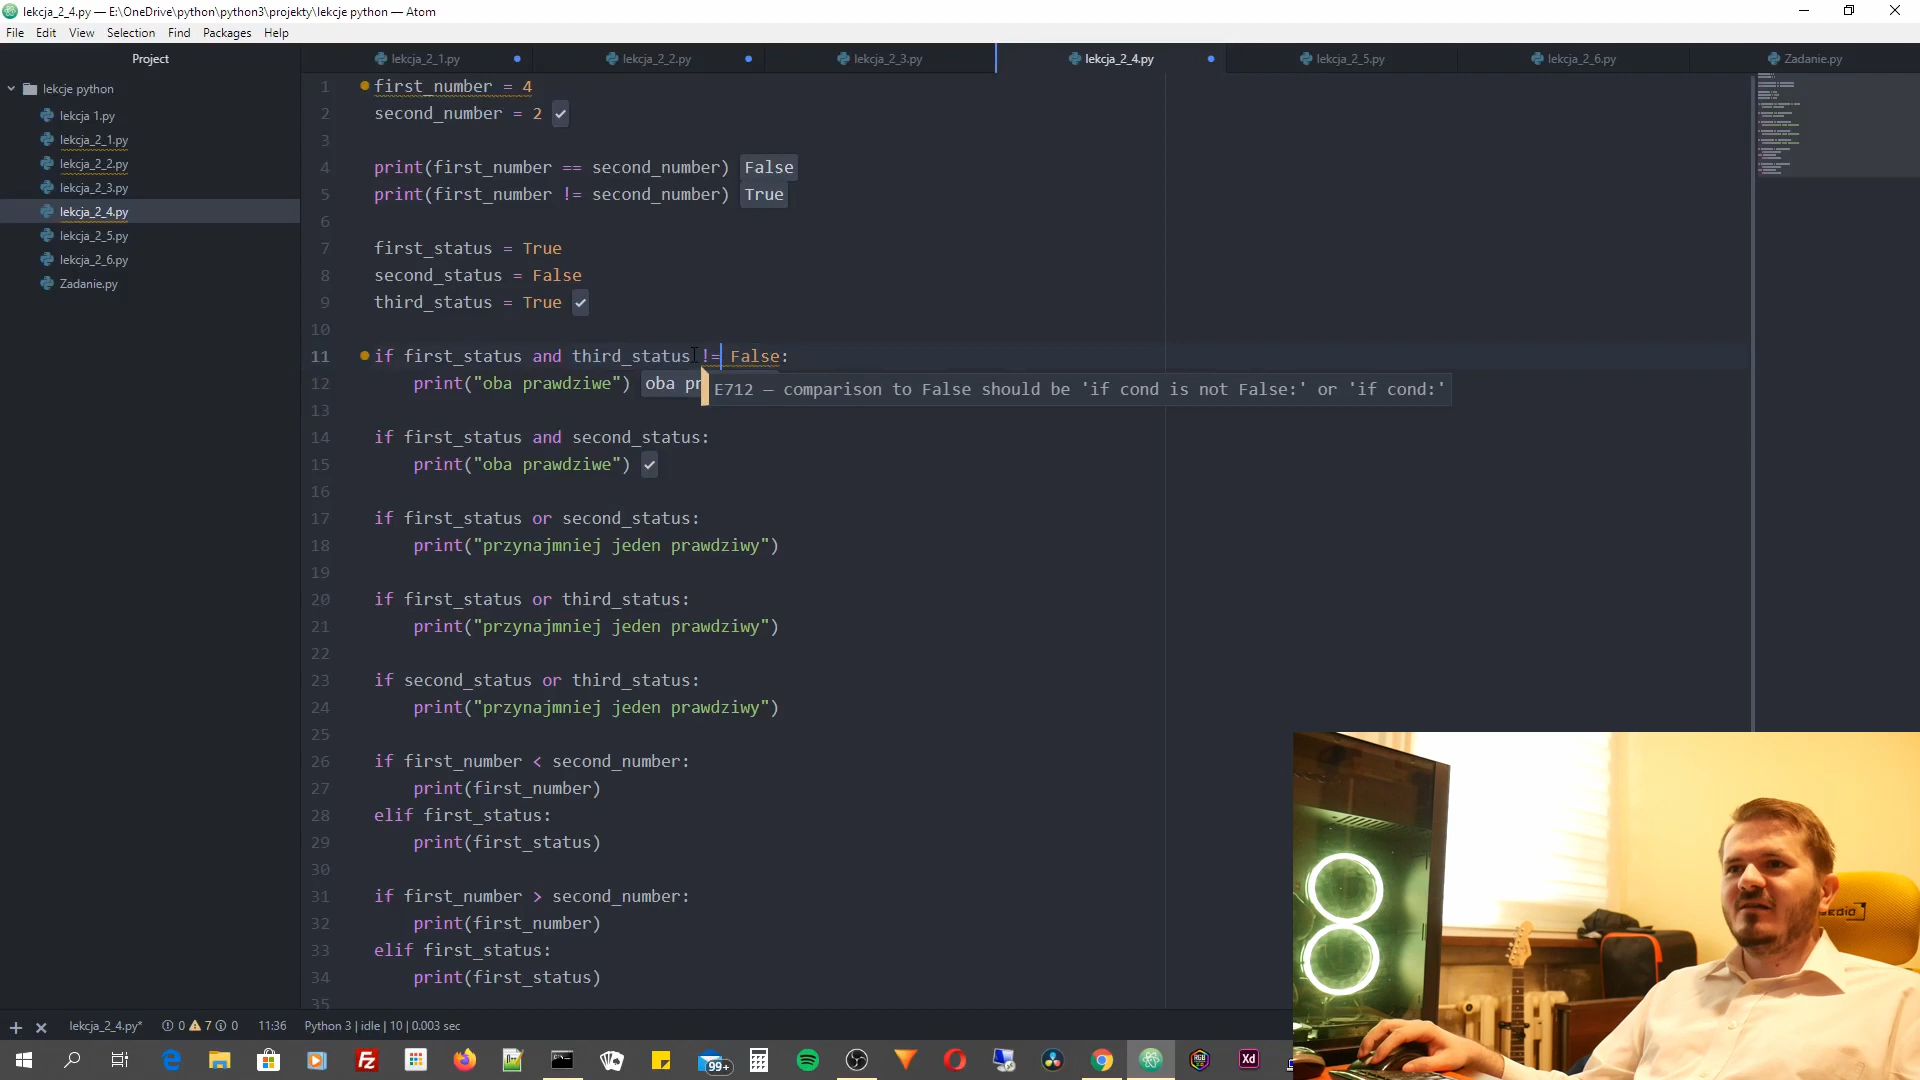 lekcja_2_4.py — E:\OneDrive\python\python3\projekty\lekcje python — Atom
File Edit View Selection Find Packages Help
Project
lekcja_2_1.py
lekcja_2_2.py
lekcja_2_3.py
lekcja_2_4.py
lekcja_2_5.py
lekcja_2_6.py
Zadanie.py
lekcje python
lekcja 1.py
lekcja_2_1.py
lekcja_2_2.py
lekcja_2_3.py
lekcja_2_4.py
lekcja_2_5.py
lekcja_2_6.py
Zadanie.py
1 first_number = 4
2 second_number = 2
3
4 print(first_number == second_number) False
5 print(first_number != second_number) True
6
7 first_status = True
8 second_status = False
9 third_status = True
10
11 if first_status and third_status != False:
12 print("oba prawdziwe") oba pr
E712 — comparison to False should be 'if cond is not False:' or 'if cond:'
13
14 if first_status and second_status:
15 print("oba prawdziwe")
16
17 if first_status or second_status:
18 print("przynajmniej jeden prawdziwy")
19
20 if first_status or third_status:
21 print("przynajmniej jeden prawdziwy")
22
23 if second_status or third_status:
24 print("przynajmniej jeden prawdziwy")
25
26 if first_number < second_number:
27 print(first_number)
28 elif first_status:
29 print(first_status)
30
31 if first_number > second_number:
32 print(first_number)
33 elif first_status:
34 print(first_status)
35
lekcja_2_4.py* 0 7 0 11:36 Python 3 | idle | 10 | 0.003 sec
99+
Xd